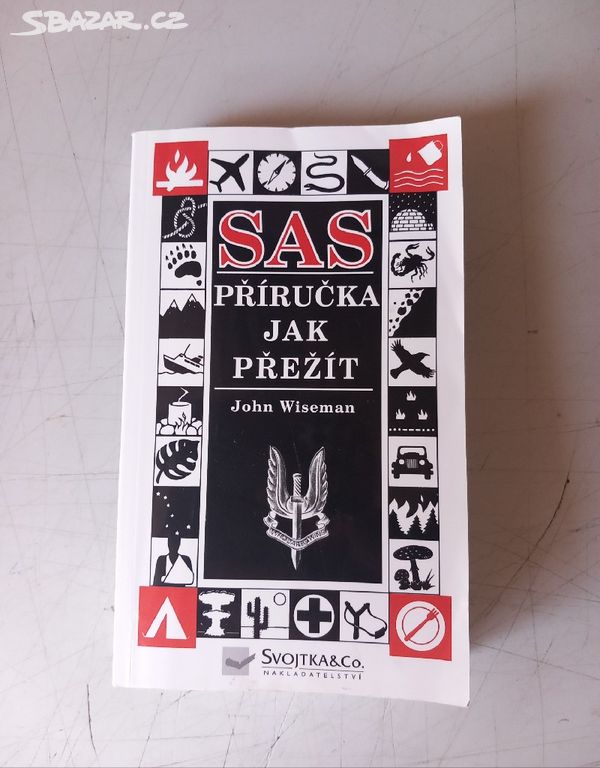 SBAZAR.CZ
SAS
PŘÍRUČKA
JAK
PŘEŽÍT
John Wiseman
SVOJTKA&CO.
NAKLADATELSTVÍ